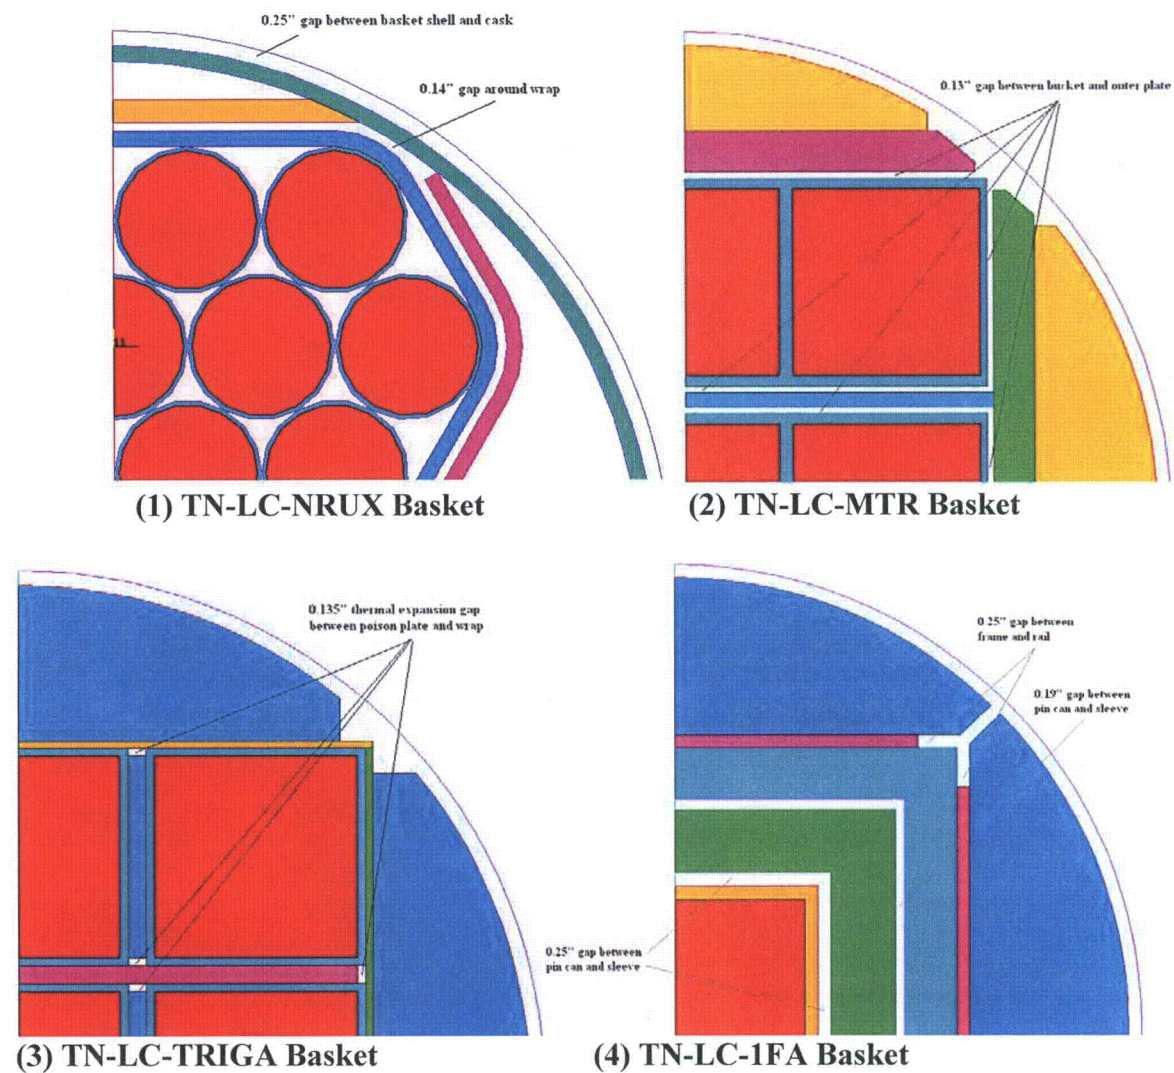 0.25" gap between basket shell and cask
0.14" gap around wrap
(1) TN-LC-NRUX Basket
0.13" gap between bucket and outer plate
(2) TN-LC-MTR Basket
0.135" thermal expansion gap
between poison plate and wrap
(3) TN-LC-TRIGA Basket
0.25" gap between
frame and rail
0.19" gap between
pin can and sleeve
0.25" gap between
pin can and sleeve
(4) TN-LC-1FA Basket